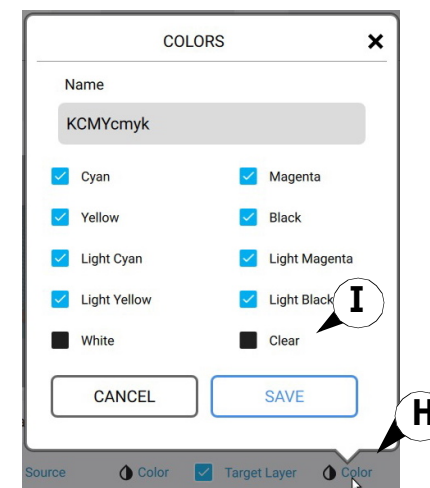 COLORS
Name
KCMYcmyk
Cyan Magenta
Yellow Black
Light Cyan Light Magenta
Light Yellow Light Black
I
White Clear
CANCEL SAVE
H
Source Color Target Layer Color